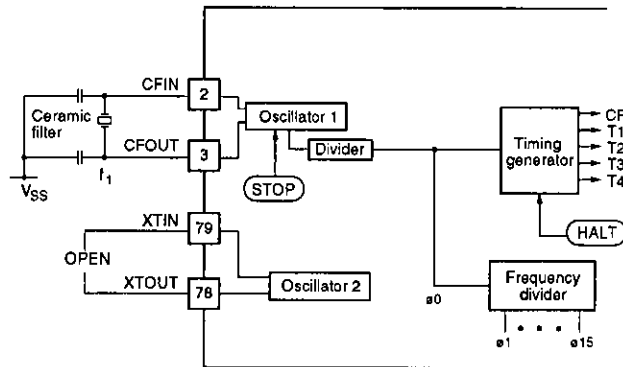 CFIN
2
Ceramic
filter
Oscillator 1
CFOUT
3
Divider
f1
VSS
STOP
Timing
generator
CF
T1
T2
T3
T4
HALT
XTIN
79
OPEN
XTOUT
78
Oscillator 2
ø0
Frequency
divider
ø1 • • • • ø15